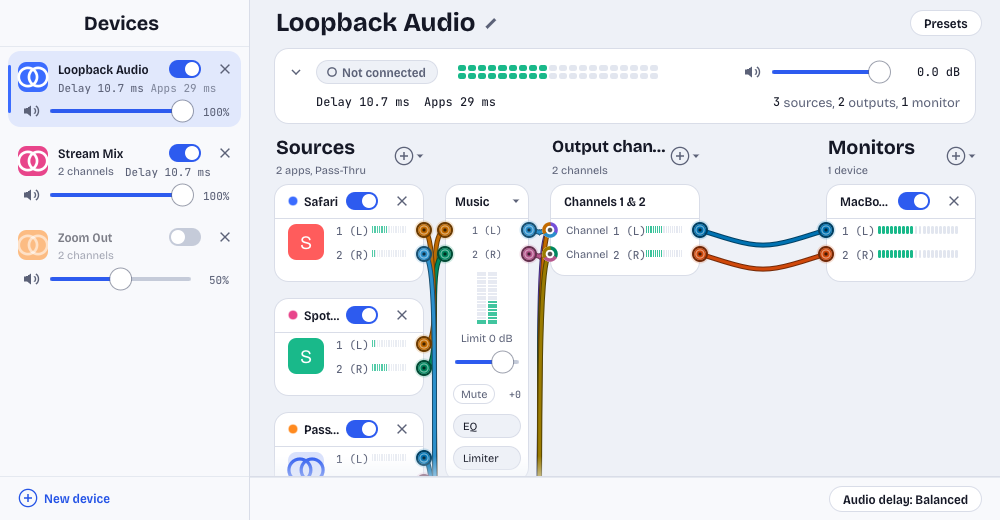 Devices
Loopback Audio
Delay 10.7 ms Apps 29 ms
100%
Stream Mix
2 channels Delay 10.7 ms
100%
Zoom Out
2 channels
50%
New device
Loopback Audio
Presets
Not connected
0.0 dB
Delay 10.7 ms Apps 29 ms
3 sources, 2 outputs, 1 monitor
Sources
2 apps, Pass-Thru
Output chan...
2 channels
Monitors
1 device
Safari
S
1 (L)
2 (R)
Spot...
S
1 (L)
2 (R)
Pass...
1 (L)
Music
1 (L)
2 (R)
Limit 0 dB
Mute +0
EQ
Limiter
Channels 1 & 2
Channel 1 (L)
Channel 2 (R)
MacBo...
1 (L)
2 (R)
Audio delay: Balanced